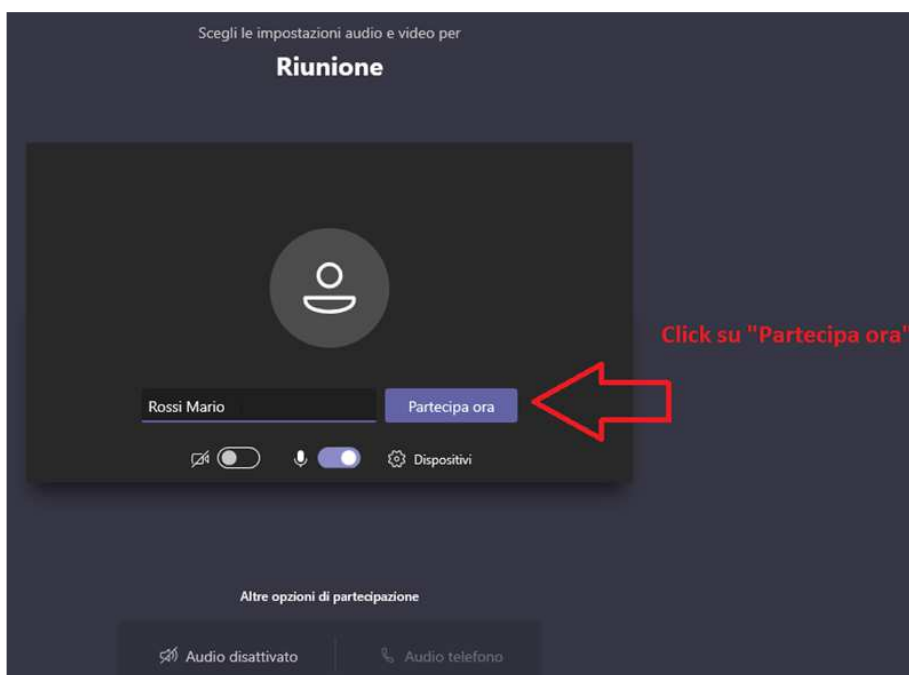 Scegli le impostazioni audio e video per
Riunione
Click su "Partecipa ora"
Rossi Mario
Partecipa ora
Dispositivi
Altre opzioni di partecipazione
Audio disattivato
Audio telefono